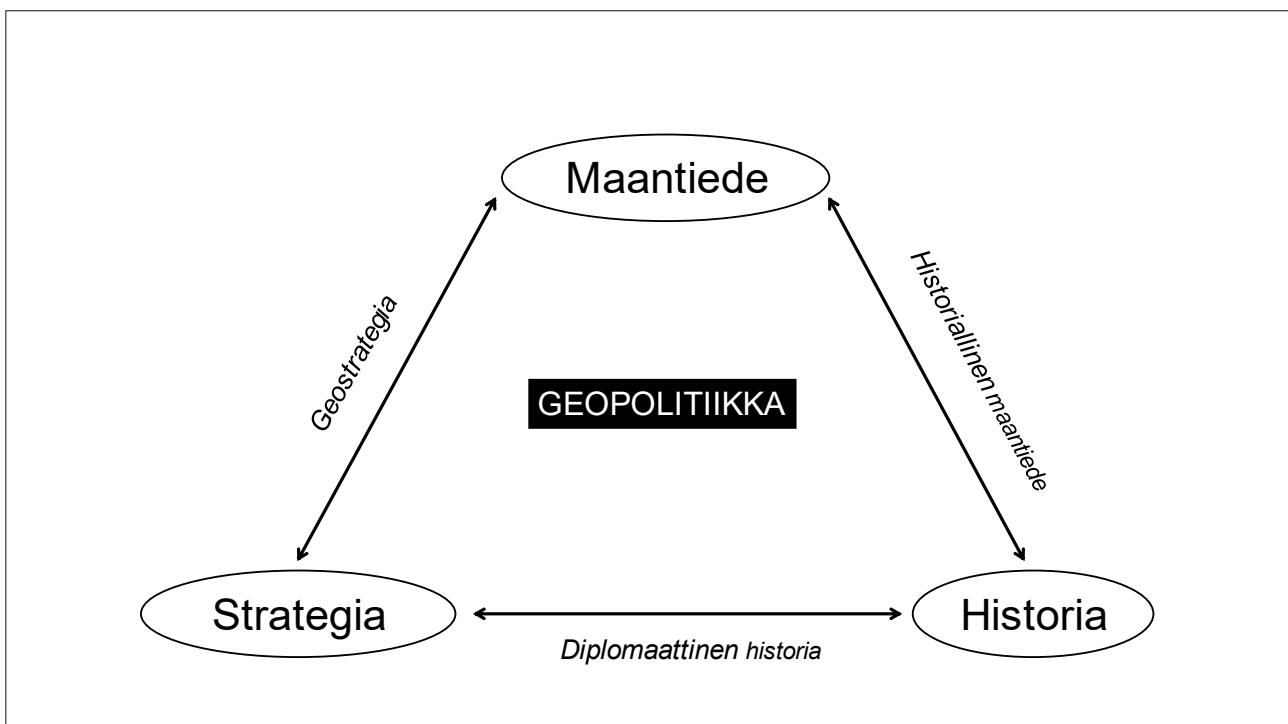 Maantiede
Geostrategia
Historiallinen maantiede
GEOPOLITIIKKA
Strategia
Historia
Diplomaattinen historia